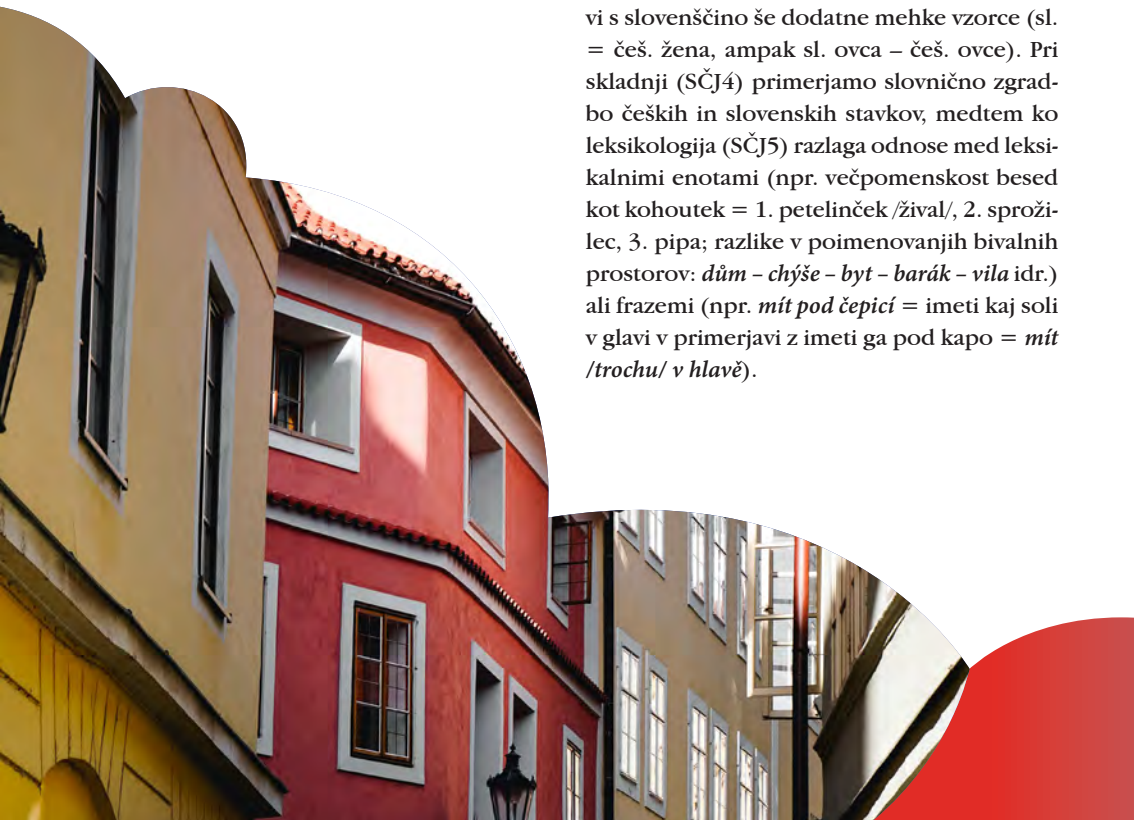 vi s slovenščino še dodatne mehke vzorce (sl.
= češ. žena, ampak sl. ovca – češ. ovce). Pri
skladnji (SČJ4) primerjamo slovnično zgrad-
bo čeških in slovenskih stavkov, medtem ko
leksikologija (SČJ5) razlaga odnose med leksi-
kalnimi enotami (npr. večpomenskost besed
kot kohoutek = 1. petelinček /žival/, 2. sproži-
lec, 3. pipa; razlike v poimenovanjih bivalnih
prostorov: dům – chýše – byt – barák – vila idr.)
ali frazemi (npr. mít pod čepicí = imeti kaj soli
v glavi v primerjavi z imeti ga pod kapo = mít
/trochu/ v hlavě).